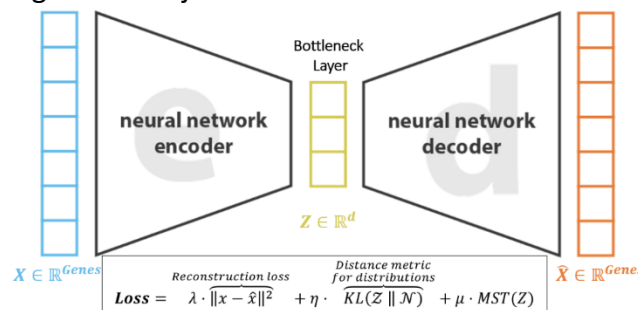 Bottleneck
Layer
e
neural network
encoder
d
neural network
decoder
Z ∈ ℝ^d
X ∈ ℝ^Genes
X̂ ∈ ℝ^Genes
Reconstruction loss
Distance metric
for distributions
Loss = λ · ‖x − x̂‖² + η · KL(Z ‖ N) + μ · MST(Z)